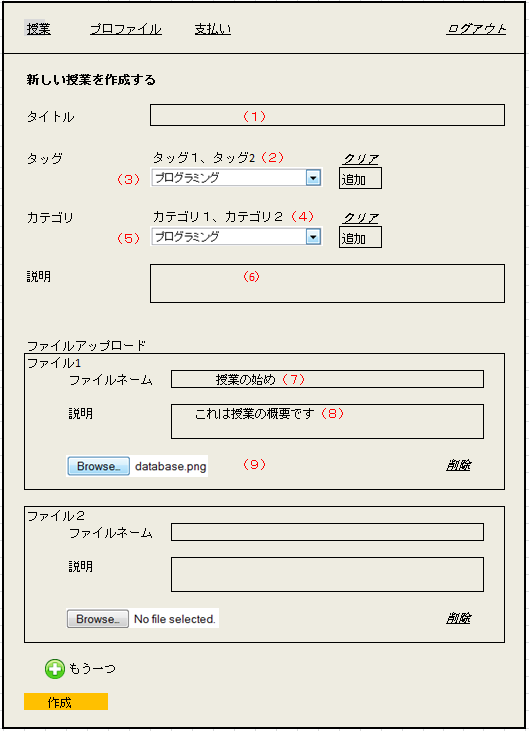 授業 プロファイル 支払い ログアウト
新しい授業を作成する
タイトル （１）
タッグ タッグ１、タッグ2（２） クリア
（３） プログラミング 追加
カテゴリ カテゴリ１、カテゴリ２（４） クリア
（５） プログラミング 追加
説明 （６）
ファイルアップロード
ファイル1
ファイルネーム 授業の始め（７）
説明 これは授業の概要です（８）
Browse... database.png （９） 削除
ファイル２
ファイルネーム
説明
Browse... No file selected. 削除
もう一つ
作成